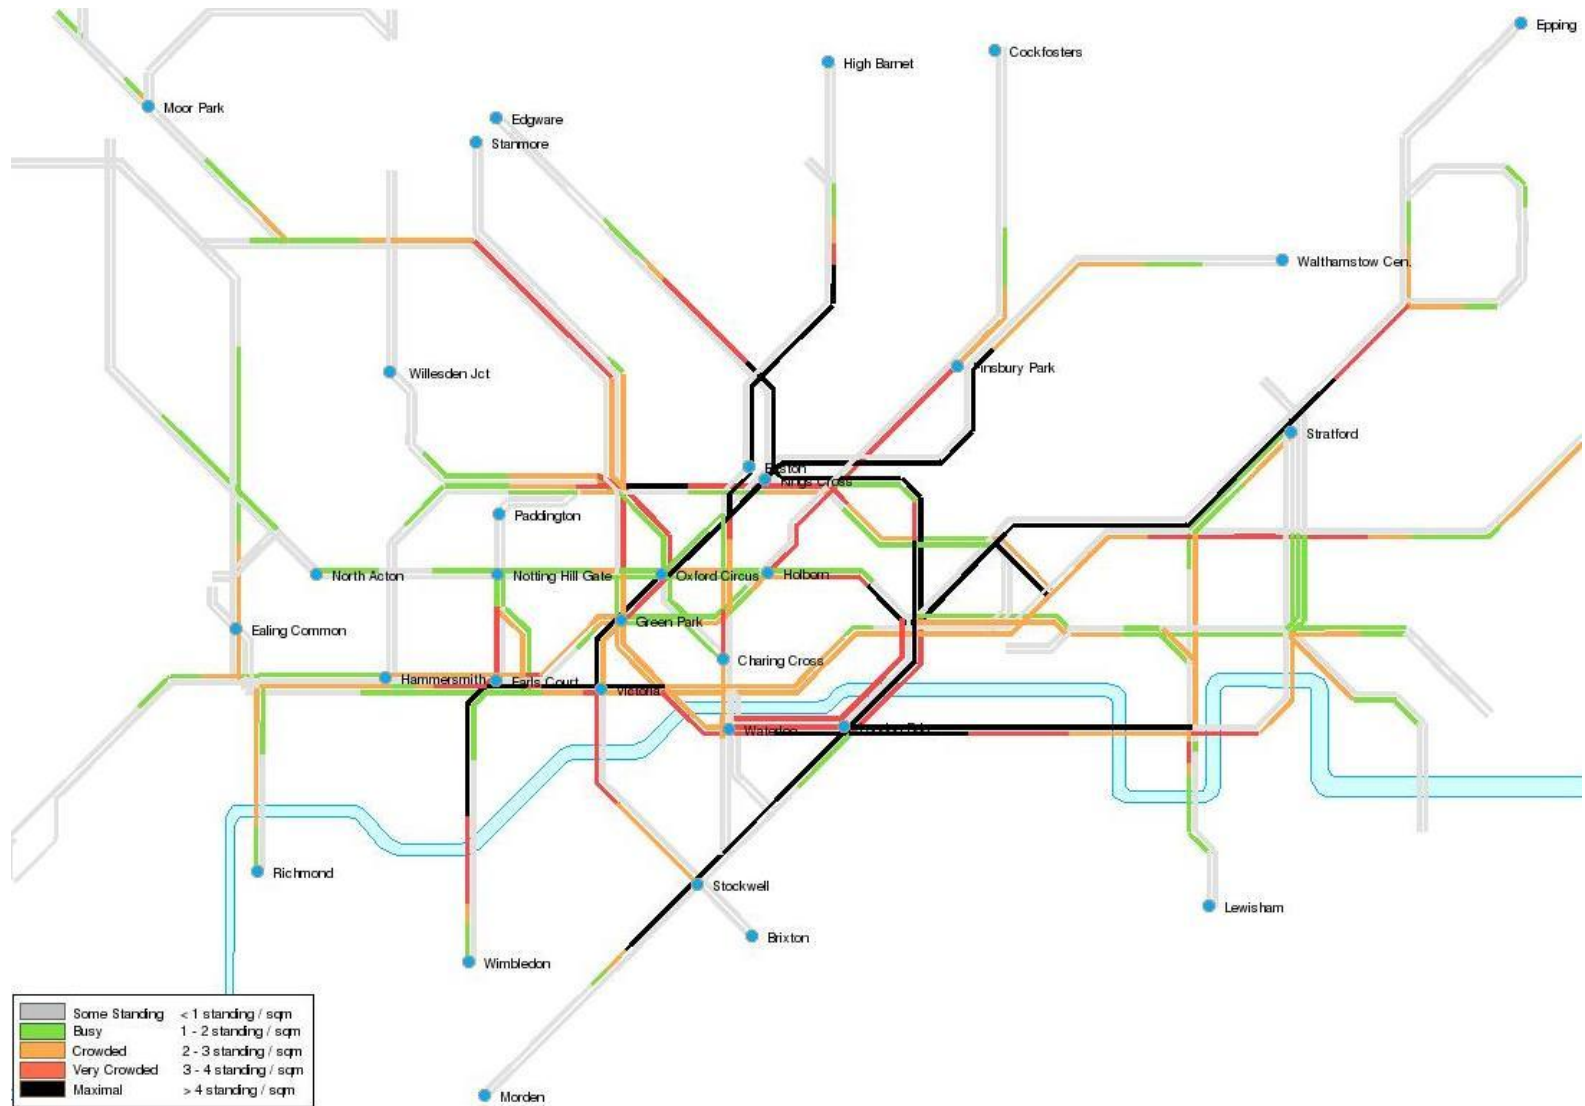 Epping
High Barnet
Cockfosters
Moor Park
Edgware
Stanmore
Walthamstow Cen.
Willesden Jct
Finsbury Park
Stratford
Euston
Kings Cross
Paddington
North Acton
Notting Hill Gate
Oxford Circus
Holborn
Green Park
Ealing Common
Charing Cross
Hammersmith
Earls Court
Victoria
Waterloo
Richmond
Stockwell
Lewisham
Brixton
Wimbledon
Some Standing < 1 standing / sqm
Busy 1 - 2 standing / sqm
Crowded 2 - 3 standing / sqm
Very Crowded 3 - 4 standing / sqm
Maximal > 4 standing / sqm
Morden